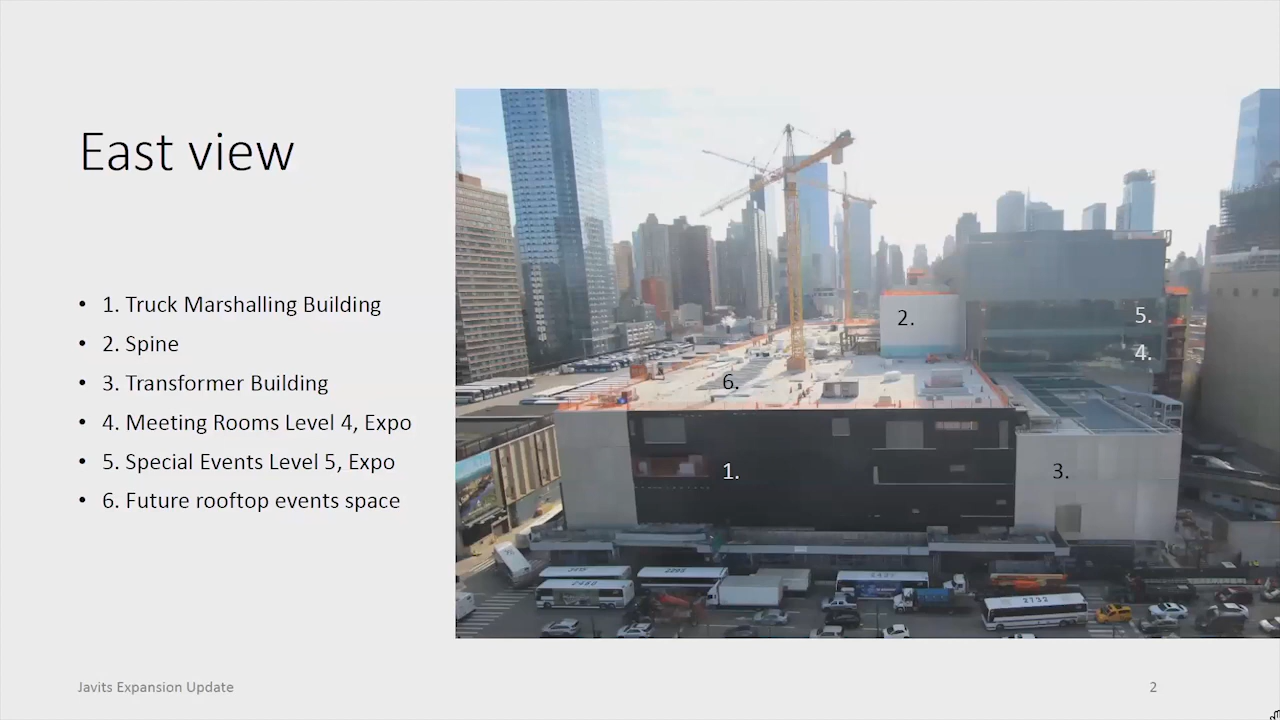 East view
• 1. Truck Marshalling Building
• 2. Spine
• 3. Transformer Building
• 4. Meeting Rooms Level 4, Expo
• 5. Special Events Level 5, Expo
• 6. Future rooftop events space
2.
5.
4.
6.
1.
3.
2732
Javits Expansion Update
2